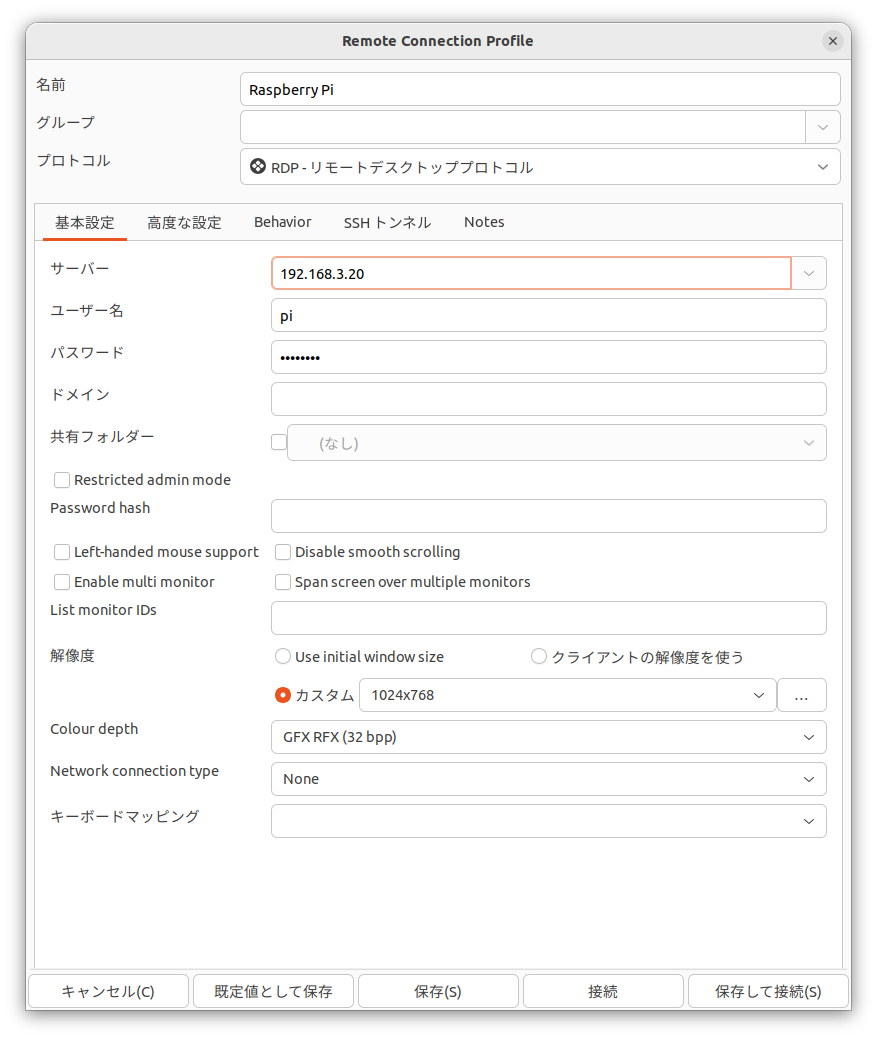 Remote Connection Profile
名前
Raspberry Pi
グループ
プロトコル
RDP - リモートデスクトッププロトコル
基本設定 高度な設定 Behavior SSH トンネル Notes
サーバー
192.168.3.20
ユーザー名
pi
パスワード
••••••••
ドメイン
共有フォルダー
(なし)
Restricted admin mode
Password hash
Left-handed mouse support Disable smooth scrolling
Enable multi monitor Span screen over multiple monitors
List monitor IDs
解像度
Use initial window size クライアントの解像度を使う
カスタム 1024x768 ...
Colour depth
GFX RFX (32 bpp)
Network connection type
None
キーボードマッピング
キャンセル(C) 既定値として保存 保存(S) 接続 保存して接続(S)